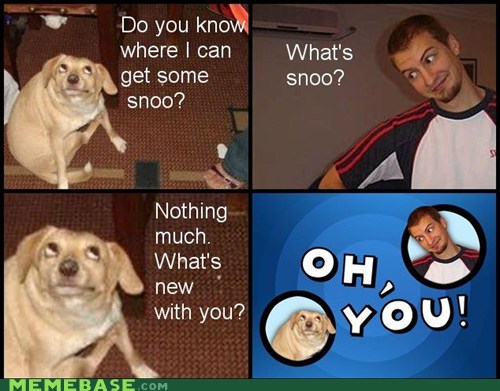 Do you know
where I can
get some
snoo?
What's
snoo?
Nothing
much.
What's
new
with you?
OH,
YOU!
MEMEBASE.COM